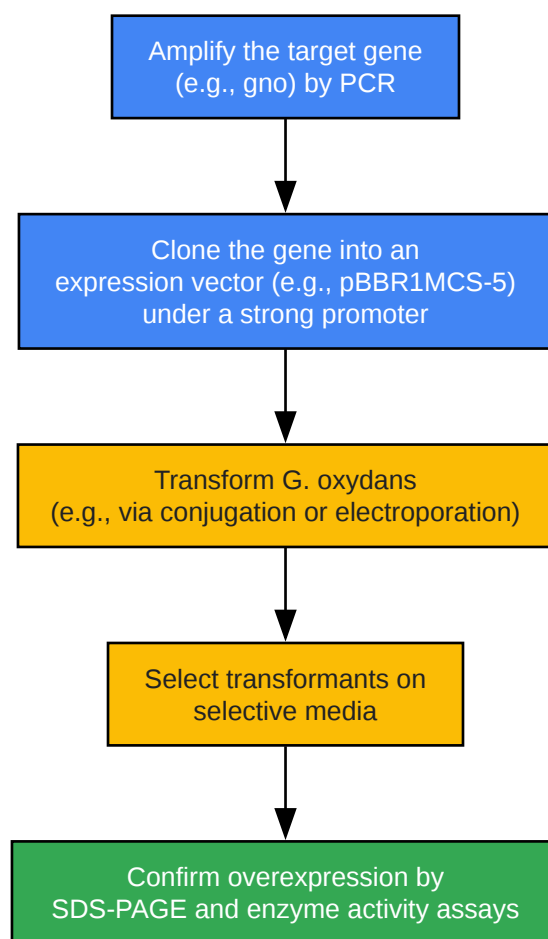 Amplify the target gene
(e.g., gno) by PCR
Clone the gene into an
expression vector (e.g., pBBR1MCS-5)
under a strong promoter
Transform G. oxydans
(e.g., via conjugation or electroporation)
Select transformants on
selective media
Confirm overexpression by
SDS-PAGE and enzyme activity assays